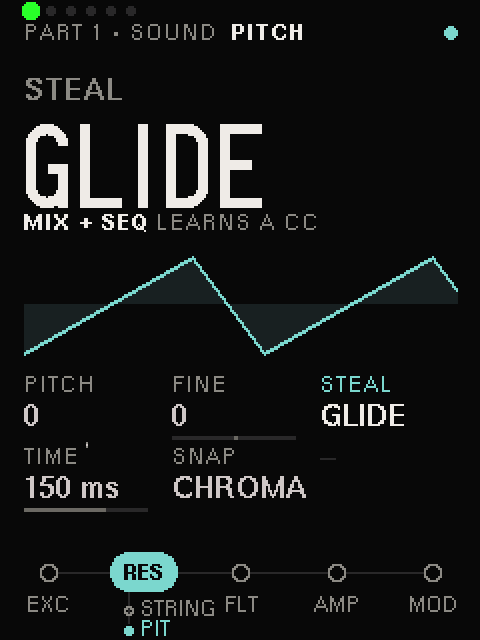 PART 1 · SOUND PITCH
STEAL
GLIDE
MIX + SEQ LEARNS A CC
PITCH FINE STEAL
0 0 GLIDE
TIME ' SNAP —
150 ms CHROMA
RES
EXC STRING FLT AMP MOD
PIT